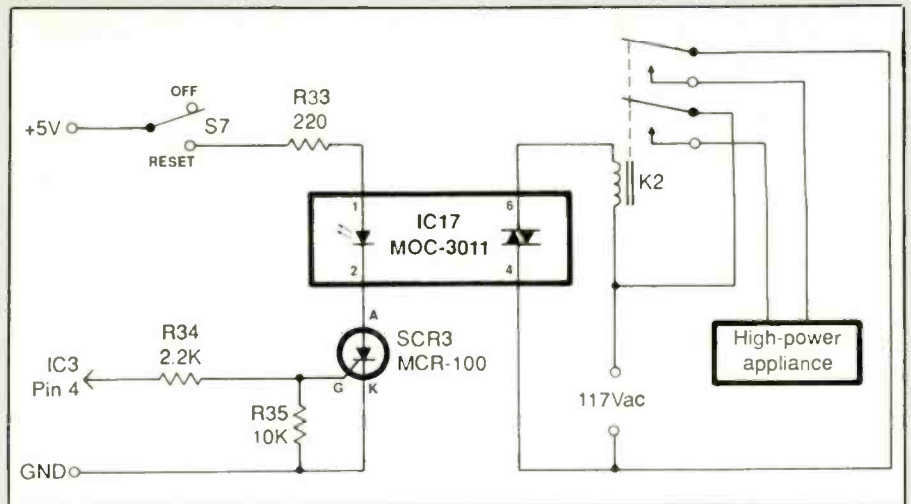 OFF
+5V
S7
RESET
R33
220
1
2
IC17
MOC-3011
6
4
K2
A
SCR3
MCR-100
G
K
R34
2.2K
IC3
Pin 4
R35
10K
GND
117Vac
High-power
appliance